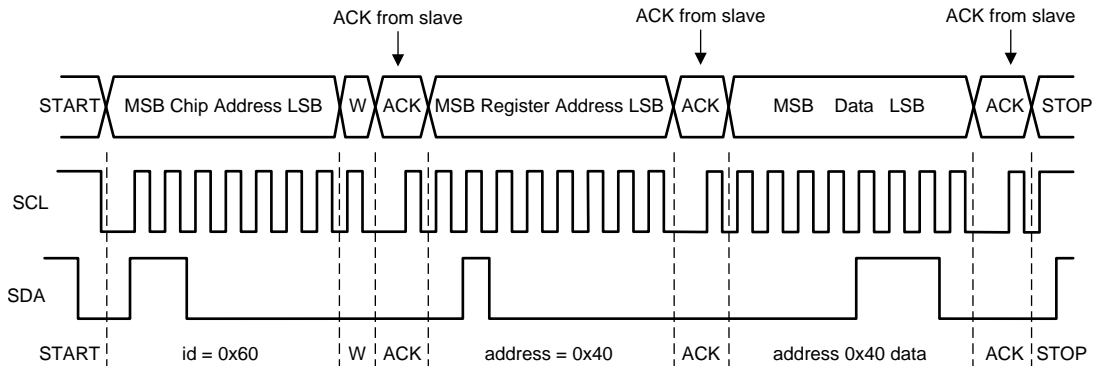 ACK from slave ACK from slave ACK from slave
START MSB Chip Address LSB W ACK MSB Register Address LSB ACK MSB Data LSB ACK STOP
SCL
SDA
START id = 0x60 W ACK address = 0x40 ACK address 0x40 data ACK STOP